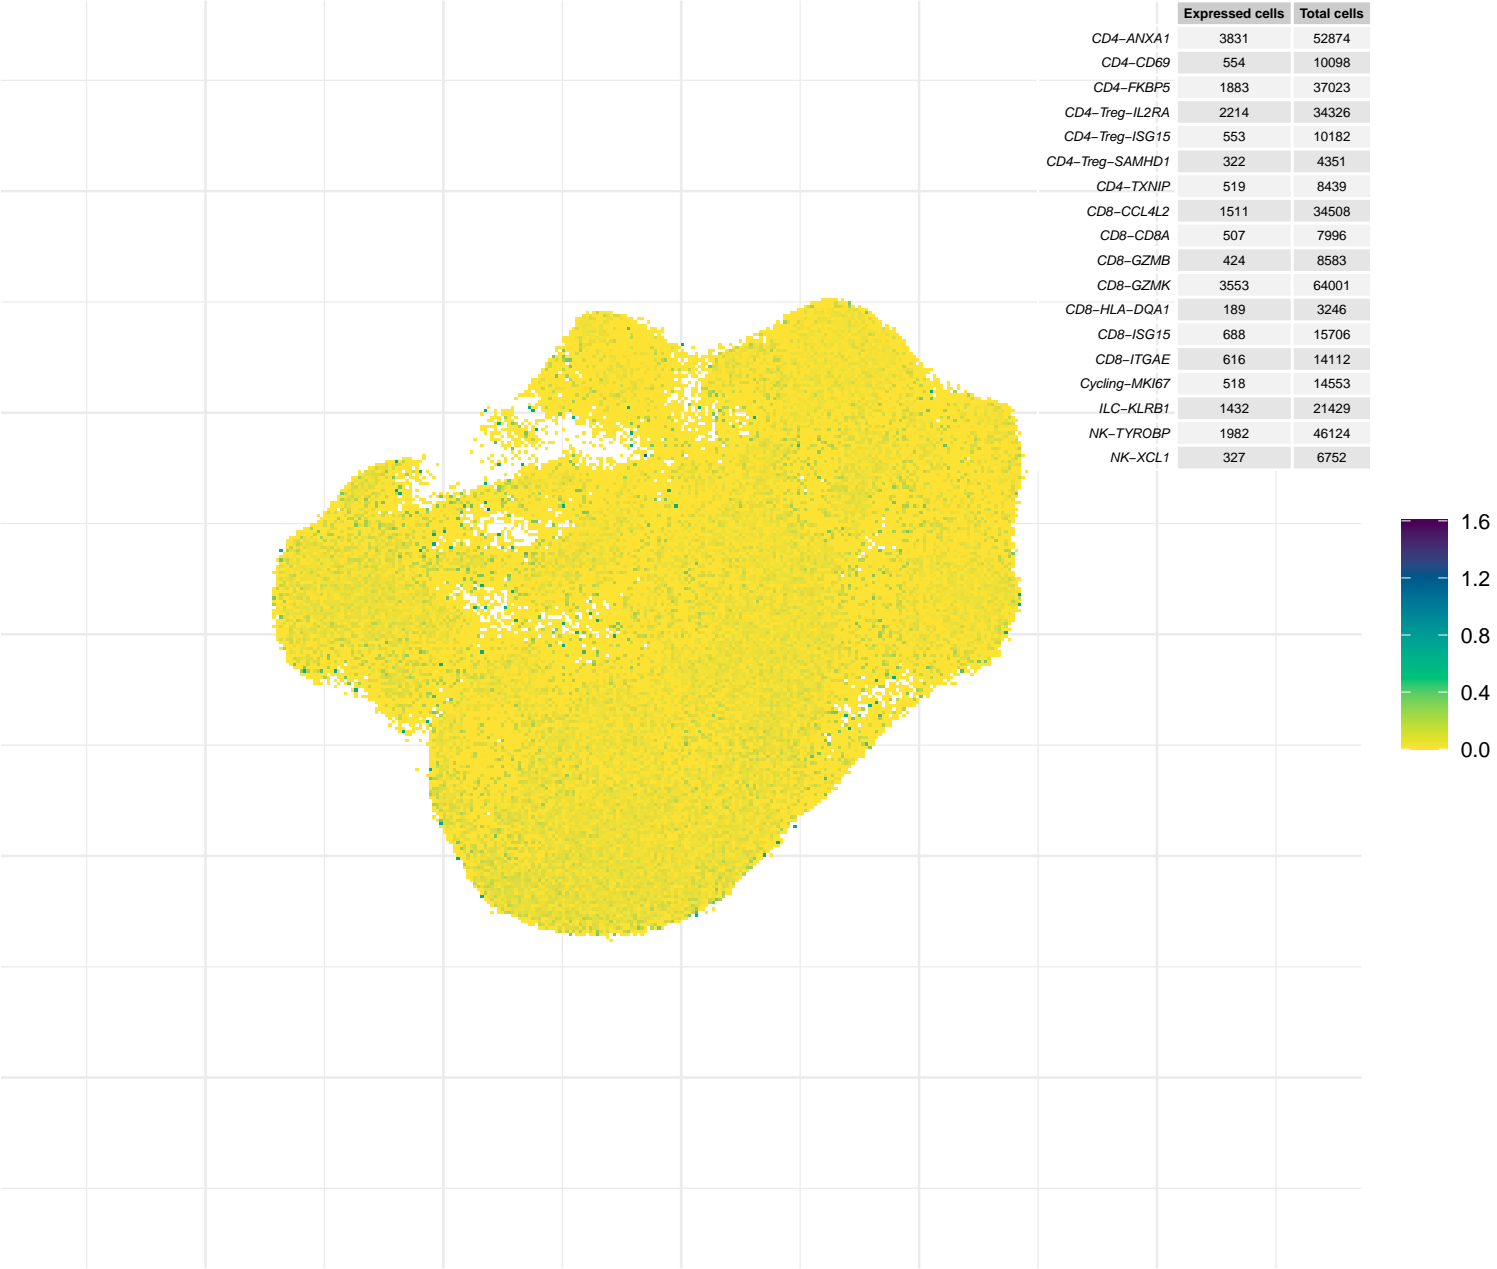 Expressed cells Total cells
CD4−ANXA1 3831 52874
CD4−CD69 554 10098
CD4−FKBP5 1883 37023
CD4−Treg−IL2RA 2214 34326
CD4−Treg−ISG15 553 10182
CD4−Treg−SAMHD1 322 4351
CD4−TXNIP 519 8439
CD8−CCL4L2 1511 34508
CD8−CD8A 507 7996
CD8−GZMB 424 8583
CD8−GZMK 3553 64001
CD8−HLA−DQA1 189 3246
CD8−ISG15 688 15706
CD8−ITGAE 616 14112
Cycling−MKI67 518 14553
ILC−KLRB1 1432 21429
NK−TYROBP 1982 46124
NK−XCL1 327 6752
1.6
1.2
0.8
0.4
0.0